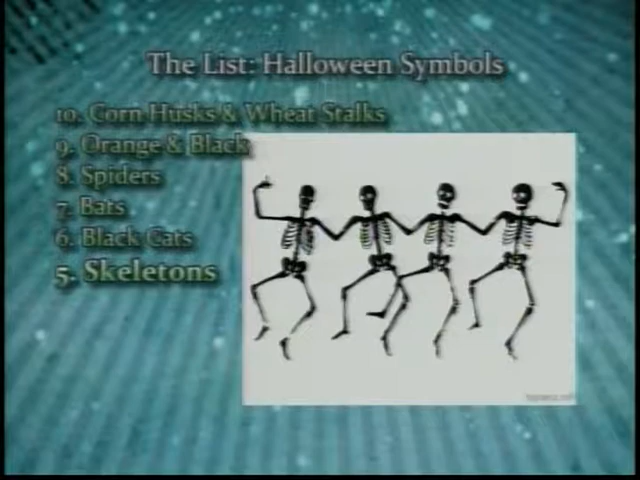 The List: Halloween Symbols
10. Corn Husks & Wheat Stalks
9. Orange & Black
8. Spiders
7. Bats
6. Black Cats
5. Skeletons